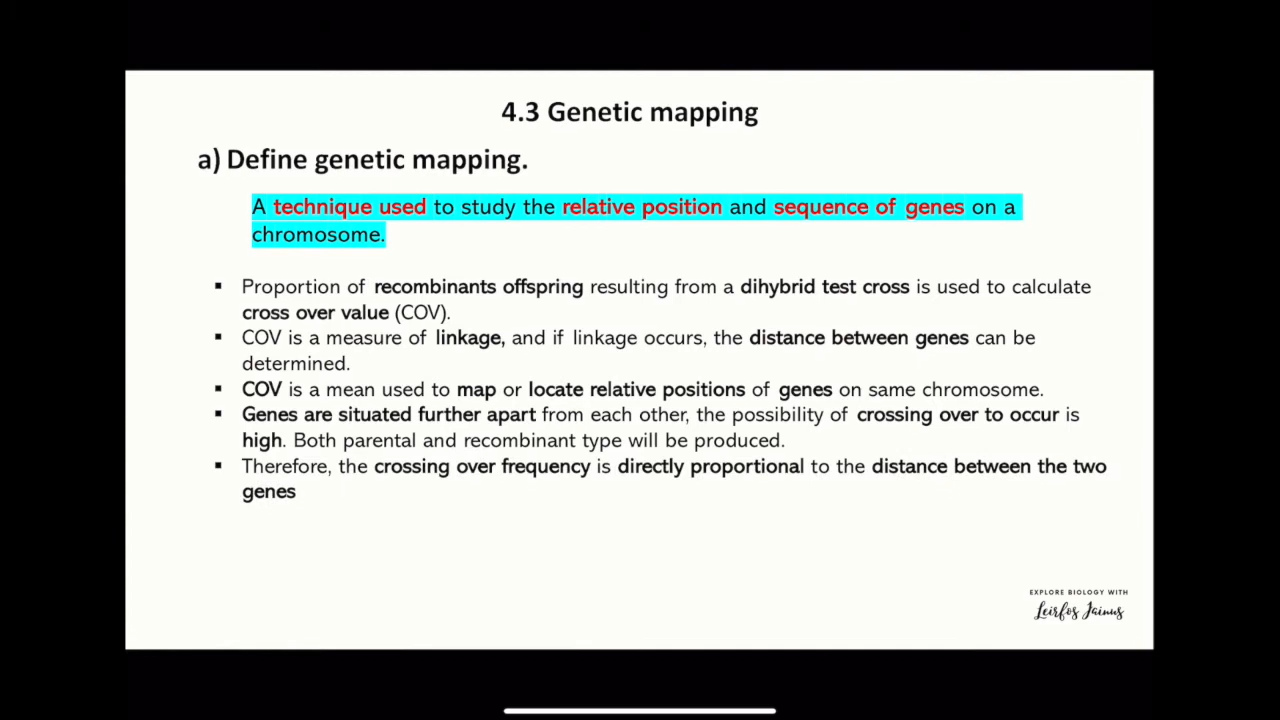 4.3 Genetic mapping
a) Define genetic mapping.
A technique used to study the relative position and sequence of genes on a
chromosome.
▪ Proportion of recombinants offspring resulting from a dihybrid test cross is used to calculate
cross over value (COV).
▪ COV is a measure of linkage, and if linkage occurs, the distance between genes can be
determined.
▪ COV is a mean used to map or locate relative positions of genes on same chromosome.
▪ Genes are situated further apart from each other, the possibility of crossing over to occur is
high. Both parental and recombinant type will be produced.
▪ Therefore, the crossing over frequency is directly proportional to the distance between the two
genes
EXPLORE BIOLOGY WITH
Leirfos Jainus